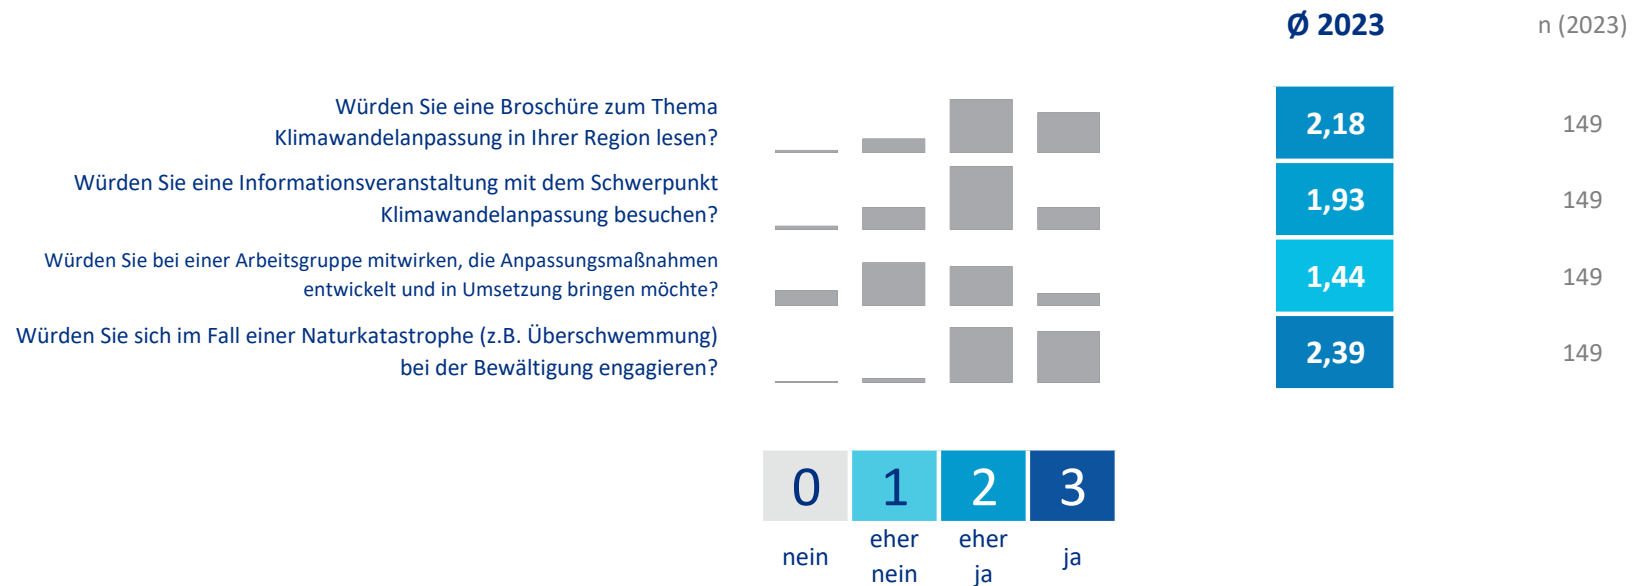 Ø 2023 n (2023)
Würden Sie eine Broschüre zum Thema
Klimawandelanpassung in Ihrer Region lesen?
2,18 149
Würden Sie eine Informationsveranstaltung mit dem Schwerpunkt
Klimawandelanpassung besuchen?
1,93 149
Würden Sie bei einer Arbeitsgruppe mitwirken, die Anpassungsmaßnahmen
entwickelt und in Umsetzung bringen möchte?
1,44 149
Würden Sie sich im Fall einer Naturkatastrophe (z.B. Überschwemmung)
bei der Bewältigung engagieren?
2,39 149
0 1 2 3
nein eher nein eher ja ja